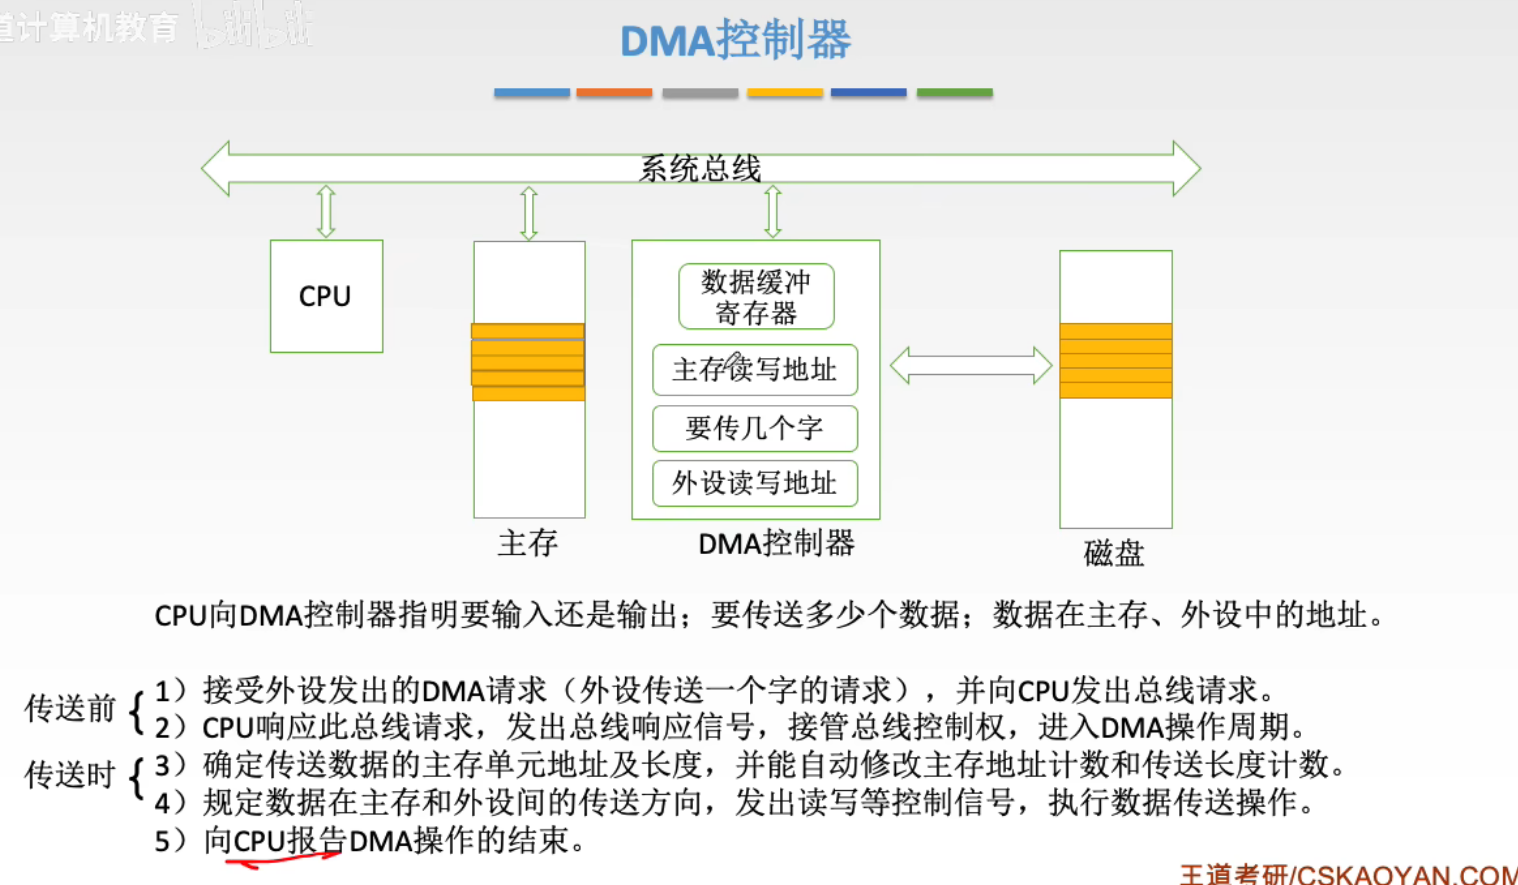 道计算机教育 bilibili
DMA控制器
系统总线
CPU
数据缓冲
寄存器
主存读写地址
要传几个字
外设读写地址
主存
DMA控制器
磁盘
CPU向DMA控制器指明要输入还是输出；要传送多少个数据；数据在主存、外设中的地址。
传送前
1）接受外设发出的DMA请求（外设传送一个字的请求），并向CPU发出总线请求。
2）CPU响应此总线请求，发出总线响应信号，接管总线控制权，进入DMA操作周期。
传送时
3）确定传送数据的主存单元地址及长度，并能自动修改主存地址计数和传送长度计数。
4）规定数据在主存和外设间的传送方向，发出读写等控制信号，执行数据传送操作。
5）向CPU报告DMA操作的结束。
王道考研/CSKAOYAN.COM